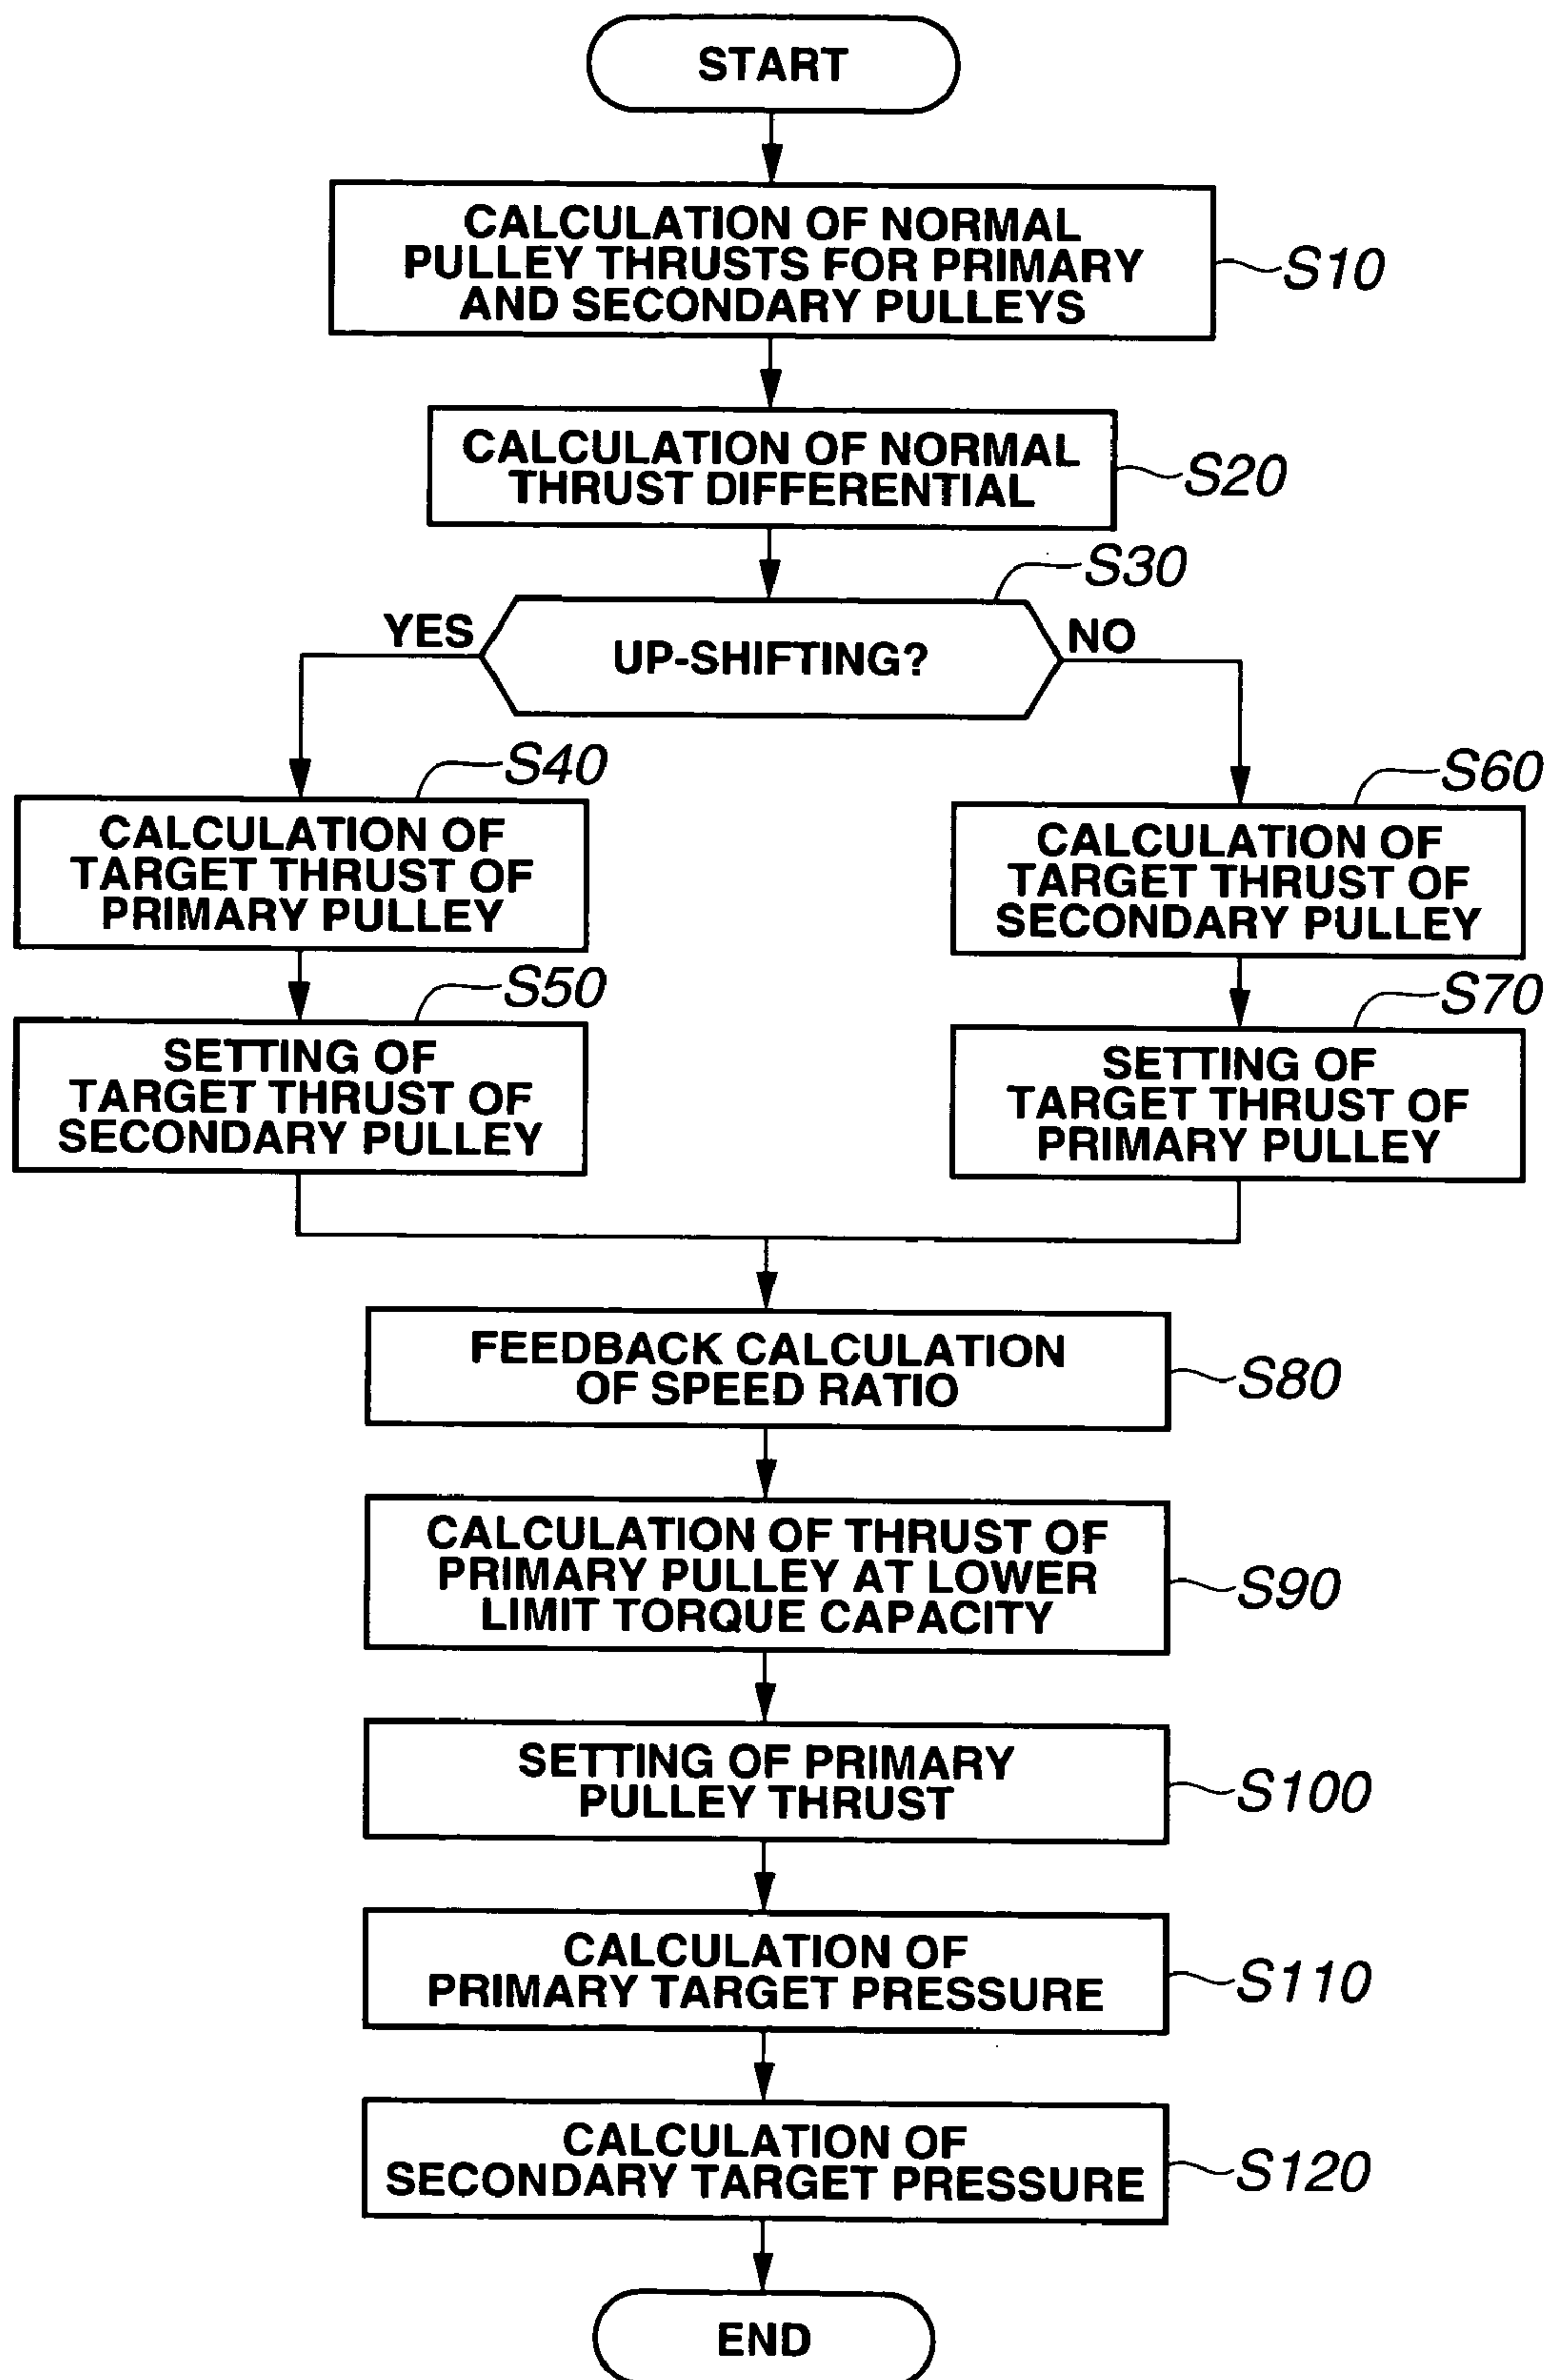 START
CALCULATION OF NORMAL
PULLEY THRUSTS FOR PRIMARY
AND SECONDARY PULLEYS
S10
CALCULATION OF NORMAL
THRUST DIFFERENTIAL
S20
S30
YES
UP-SHIFTING?
NO
S40
CALCULATION OF
TARGET THRUST OF
PRIMARY PULLEY
S60
CALCULATION OF
TARGET THRUST OF
SECONDARY PULLEY
S50
SETTING OF
TARGET THRUST OF
SECONDARY PULLEY
S70
SETTING OF
TARGET THRUST OF
PRIMARY PULLEY
FEEDBACK CALCULATION
OF SPEED RATIO
S80
CALCULATION OF THRUST OF
PRIMARY PULLEY AT LOWER
LIMIT TORQUE CAPACITY
S90
SETTING OF PRIMARY
PULLEY THRUST
S100
CALCULATION OF
PRIMARY TARGET PRESSURE
S110
CALCULATION OF
SECONDARY TARGET PRESSURE
S120
END